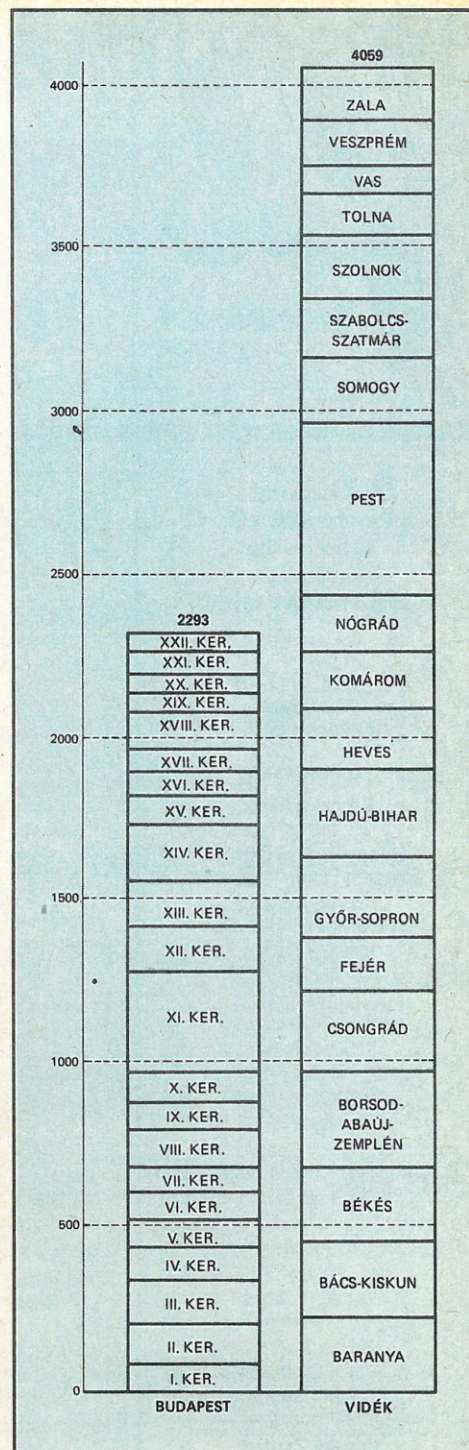 4059
4000
ZALA
VESZPRÉM
VAS
TOLNA
3500
SZOLNOK
SZABOLCS-
SZATMÁR
SOMOGY
3000
PEST
2500
NÓGRÁD
2293
XXII. KER.
XXI. KER.
KOMÁROM
XX. KER.
XIX. KER.
XVIII. KER.
2000
HEVES
XVII. KER.
XVI. KER.
XV. KER.
HAJDÚ-BIHAR
XIV. KER.
1500
XIII. KER.
GYŐR-SOPRON
XII. KER.
FEJÉR
XI. KER.
CSONGRÁD
1000
X. KER.
IX. KER.
BORSOD-
ABAÚJ-
ZEMPLÉN
VIII. KER.
VII. KER.
VI. KER.
BÉKÉS
500
V. KER.
IV. KER.
BÁCS-KISKUN
III. KER.
II. KER.
BARANYA
I. KER.
0
BUDAPEST
VIDÉK